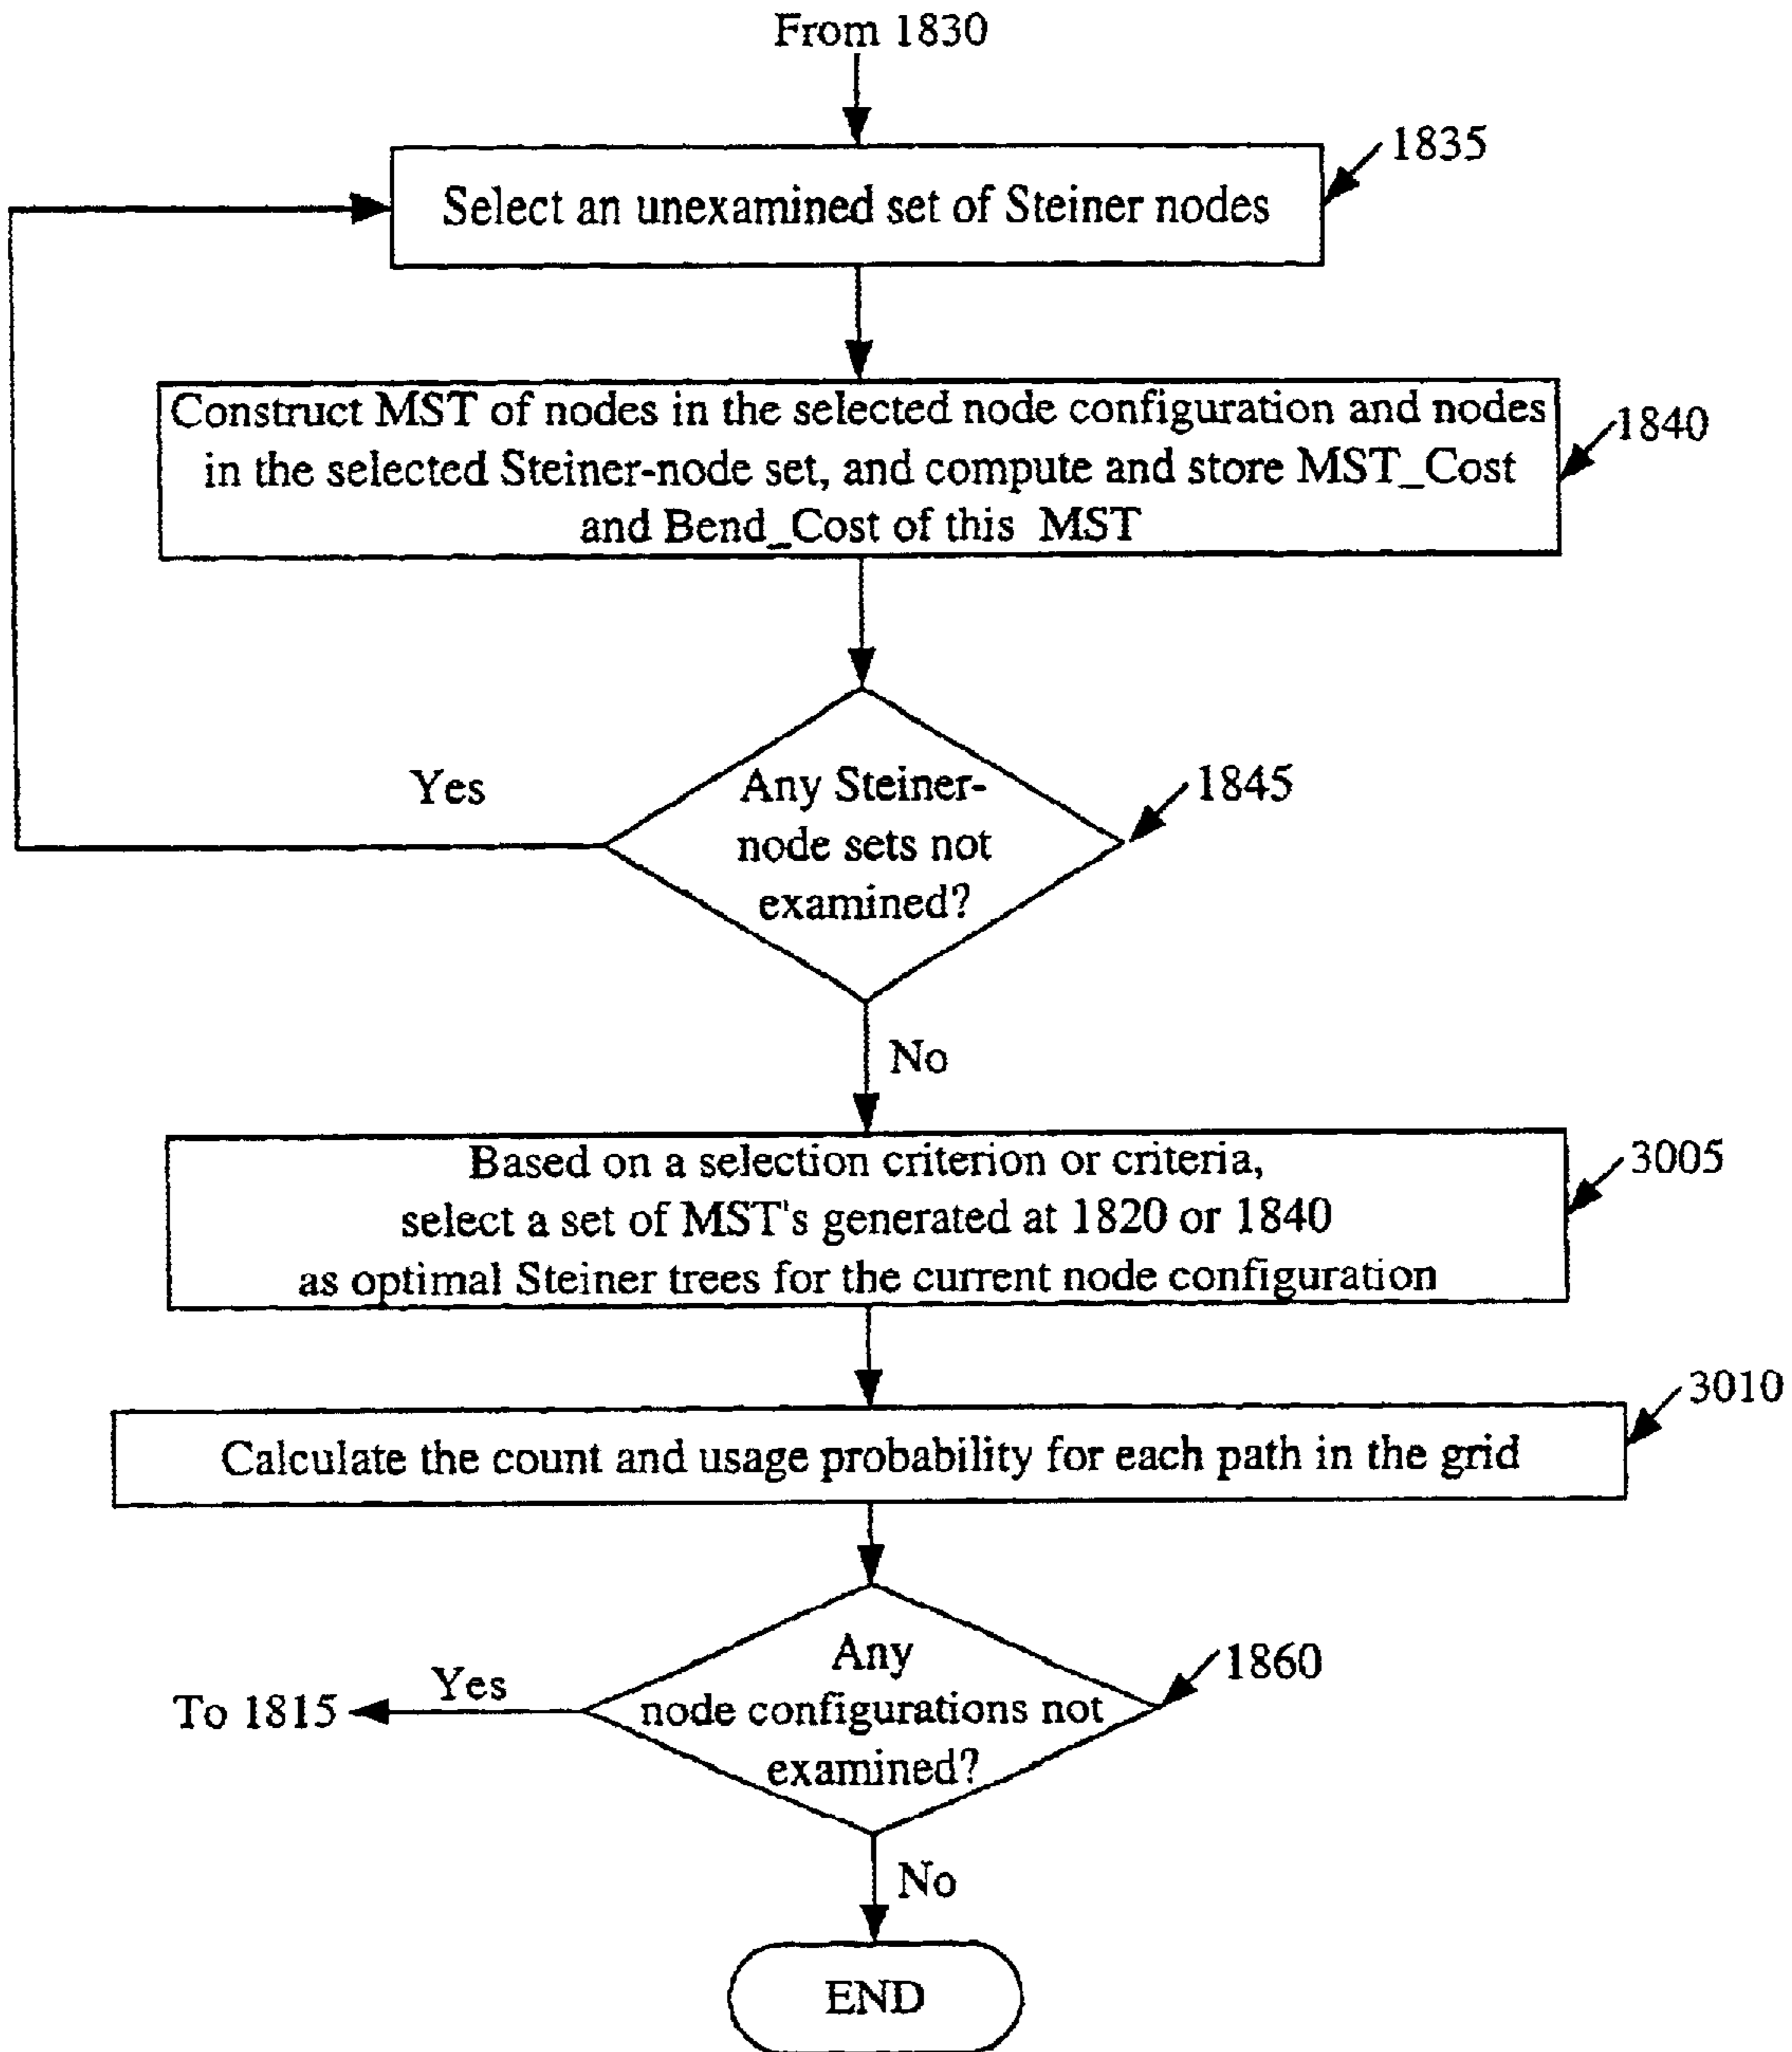 From 1830
1835
Select an unexamined set of Steiner nodes
Construct MST of nodes in the selected node configuration and nodes
in the selected Steiner-node set, and compute and store MST_Cost
and Bend_Cost of this MST
1840
Yes
Any Steiner-
node sets not
examined?
1845
No
Based on a selection criterion or criteria,
select a set of MST's generated at 1820 or 1840
as optimal Steiner trees for the current node configuration
3005
3010
Calculate the count and usage probability for each path in the grid
Any
node configurations not
examined?
1860
Yes
To 1815
No
END